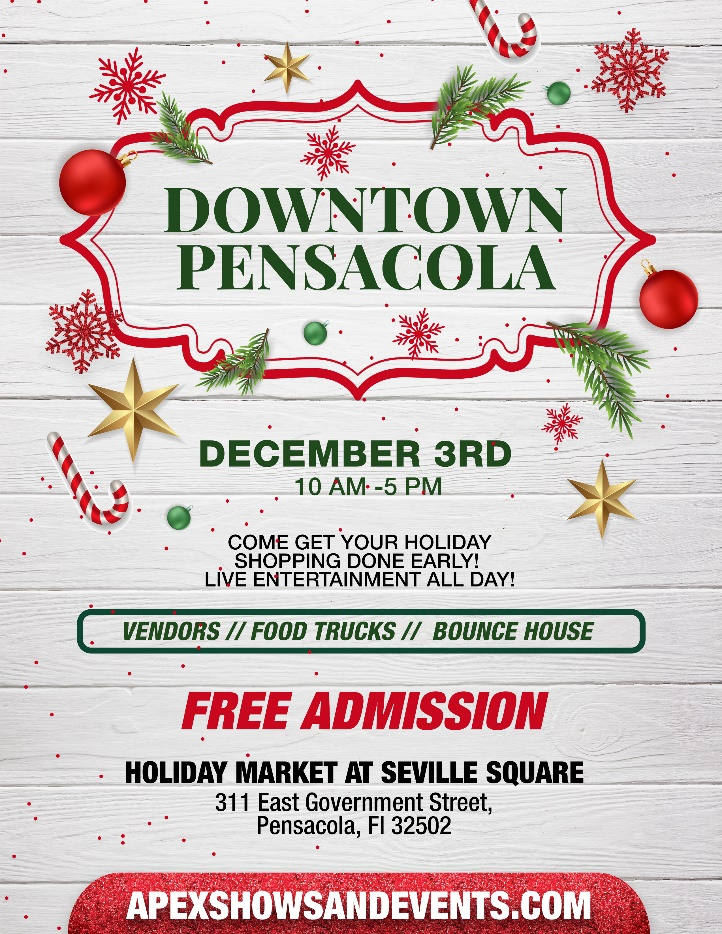 DOWNTOWN
PENSACOLA
DECEMBER 3RD
10 AM -5 PM
COME GET YOUR HOLIDAY
SHOPPING DONE EARLY!
LIVE ENTERTAINMENT ALL DAY!
VENDORS // FOOD TRUCKS // BOUNCE HOUSE
FREE ADMISSION
HOLIDAY MARKET AT SEVILLE SQUARE
311 East Government Street,
Pensacola, Fl 32502
APEXSHOWSANDEVENTS.COM